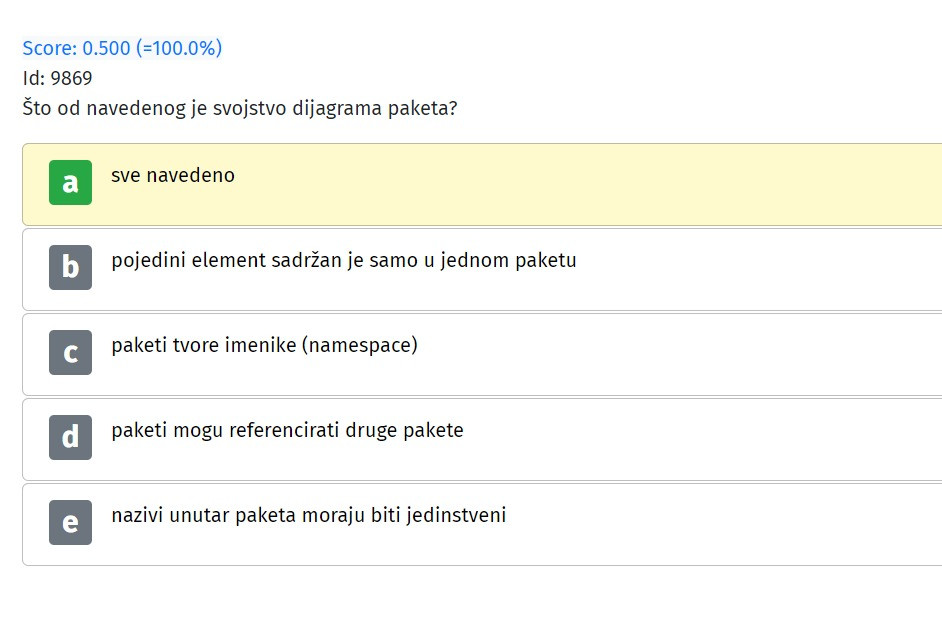 Score: 0.500 (=100.0%)
Id: 9869
Što od navedenog je svojstvo dijagrama paketa?
a sve navedeno
b pojedini element sadržan je samo u jednom paketu
c paketi tvore imenike (namespace)
d paketi mogu referencirati druge pakete
e nazivi unutar paketa moraju biti jedinstveni